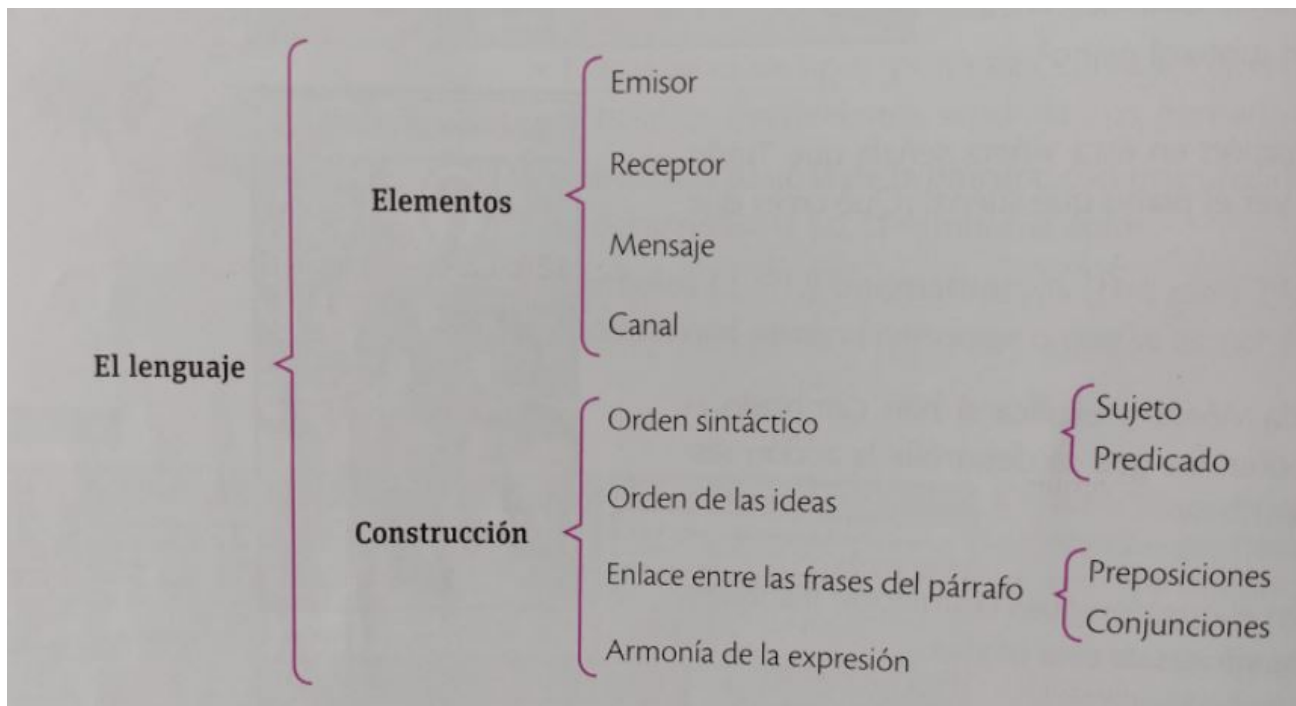 El lenguaje
Elementos
Emisor
Receptor
Mensaje
Canal
Construcción
Orden sintáctico
Sujeto
Predicado
Orden de las ideas
Enlace entre las frases del párrafo
Preposiciones
Conjunciones
Armonía de la expresión